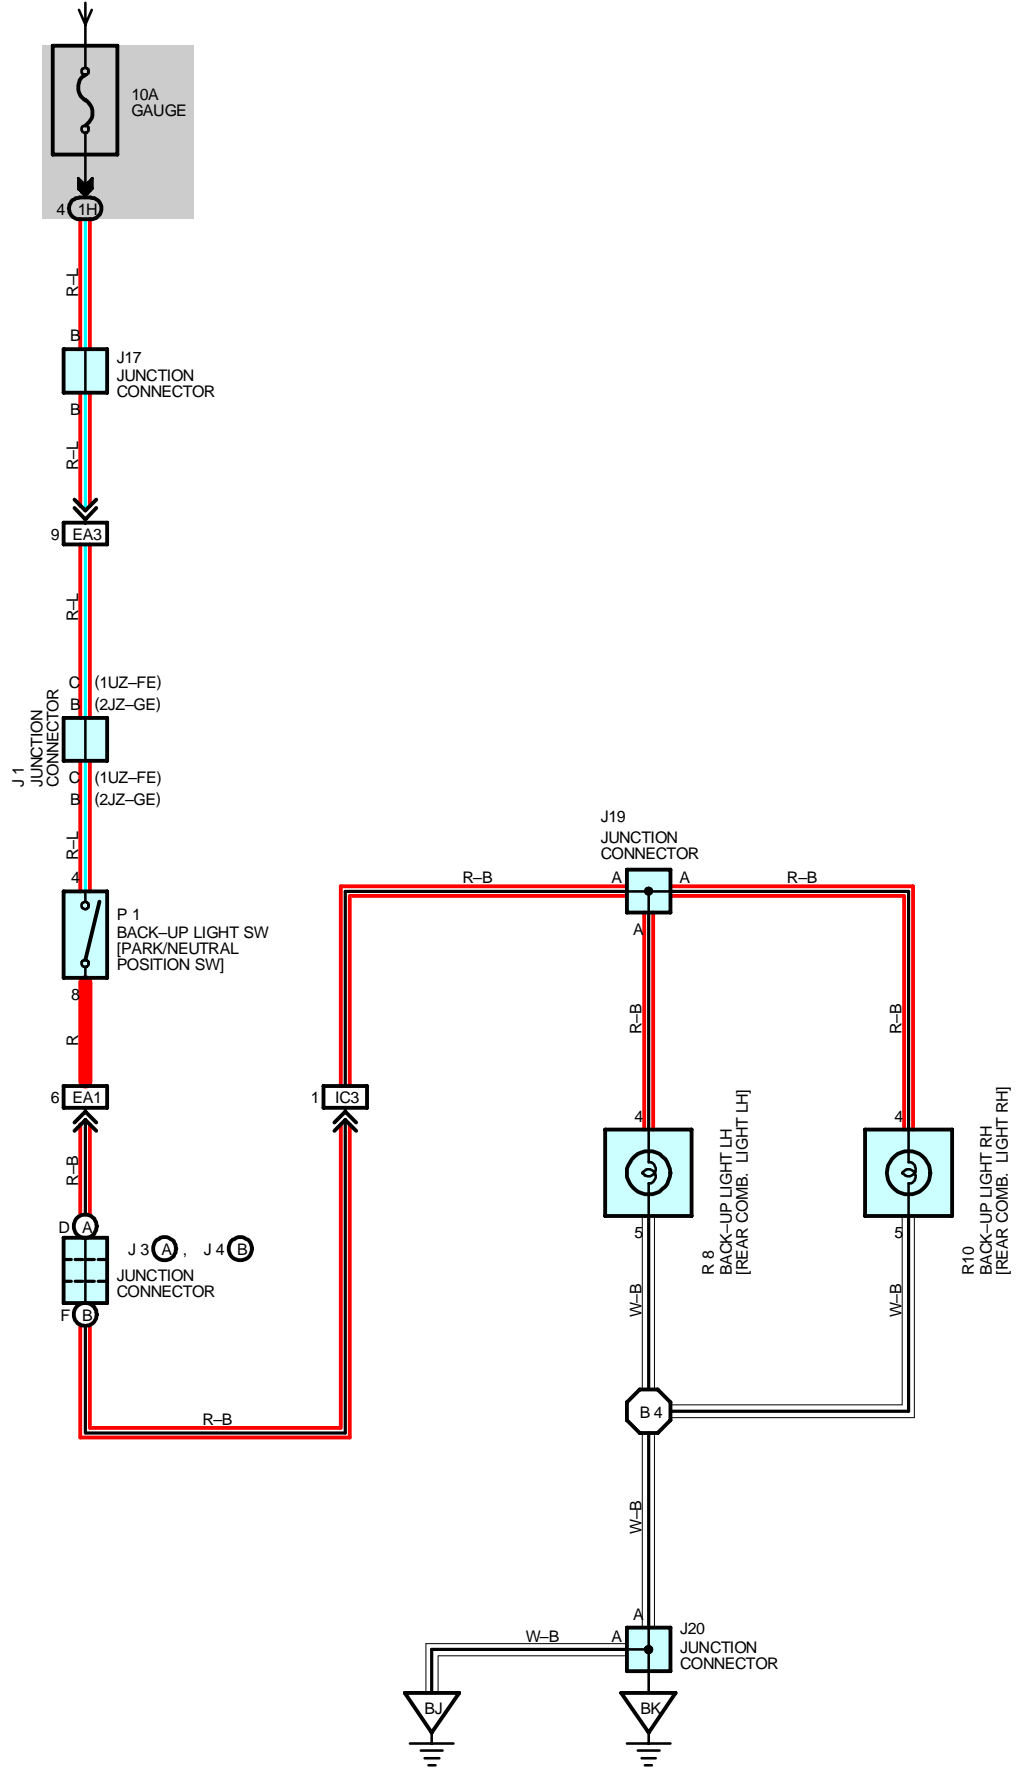 10A
GAUGE
4 1H
R–L
B
J17
JUNCTION
CONNECTOR
B
R–L
9 EA3
R–L
C (1UZ–FE)
B (2JZ–GE)
J 1
JUNCTION
CONNECTOR
C (1UZ–FE)
B (2JZ–GE)
R–L
4
P 1
BACK–UP LIGHT SW
[PARK/NEUTRAL
POSITION SW]
8
R
6 EA1
R–B
D A
J 3 A , J 4 B
JUNCTION
CONNECTOR
F B
R–B
1 IC3
R–B
J19
JUNCTION
CONNECTOR
A A
R–B
A
R–B
R–B
4
R 8
BACK–UP LIGHT LH
[REAR COMB. LIGHT LH]
5
W–B
4
R10
BACK–UP LIGHT RH
[REAR COMB. LIGHT RH]
5
W–B
B 4
W–B
A
J20
JUNCTION
CONNECTOR
W–B A
BJ
BK